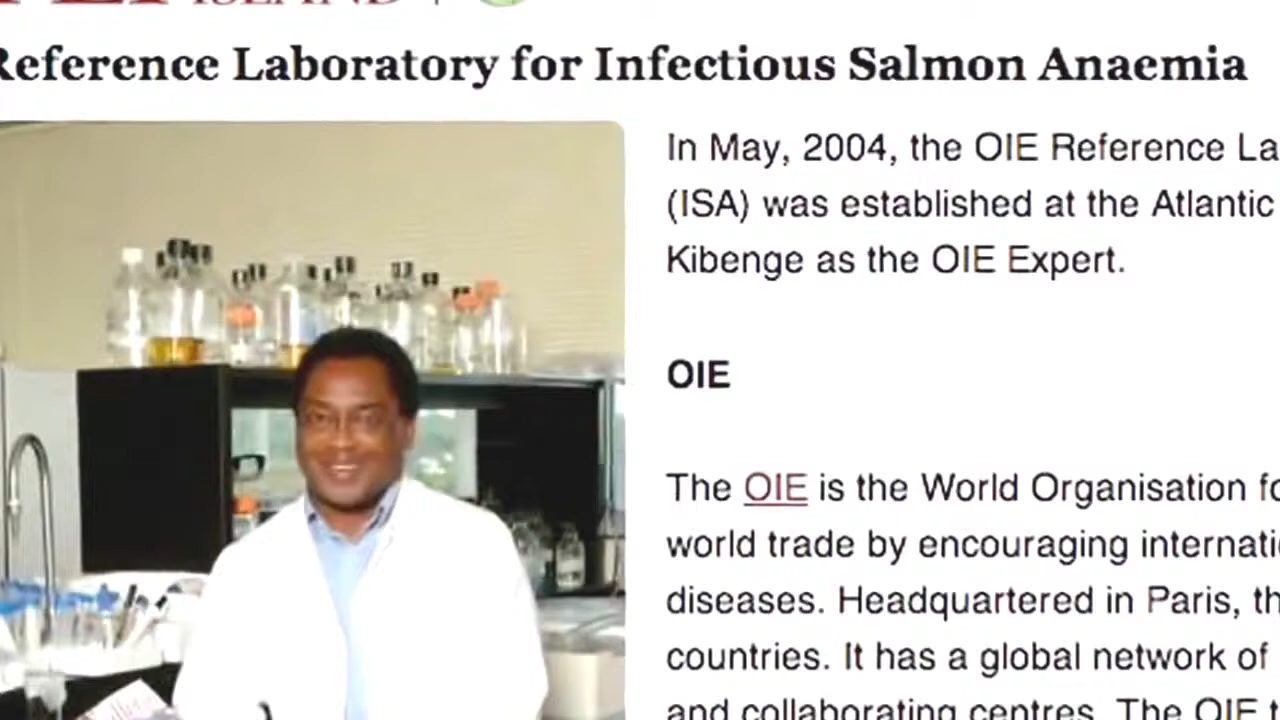 ISLAND
Reference Laboratory for Infectious Salmon Anaemia
In May, 2004, the OIE Reference La
(ISA) was established at the Atlantic
Kibenge as the OIE Expert.
OIE
The OIE is the World Organisation fo
world trade by encouraging internati
diseases. Headquartered in Paris, th
countries. It has a global network of
and collaborating centres. The OIE t